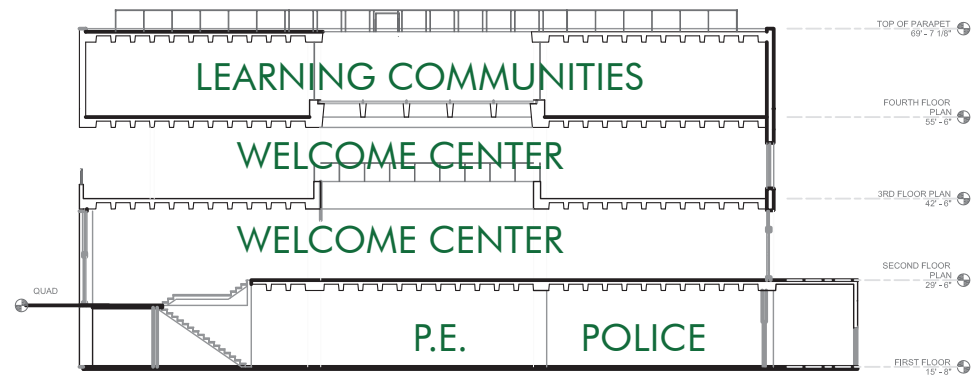 TOP OF PARAPET
69' - 7 1/8"
LEARNING COMMUNITIES
FOURTH FLOOR
PLAN
55' - 6"
WELCOME CENTER
3RD FLOOR PLAN
42' - 6"
WELCOME CENTER
SECOND FLOOR
PLAN
29' - 6"
QUAD
P.E.
POLICE
FIRST FLOOR
15' - 8"